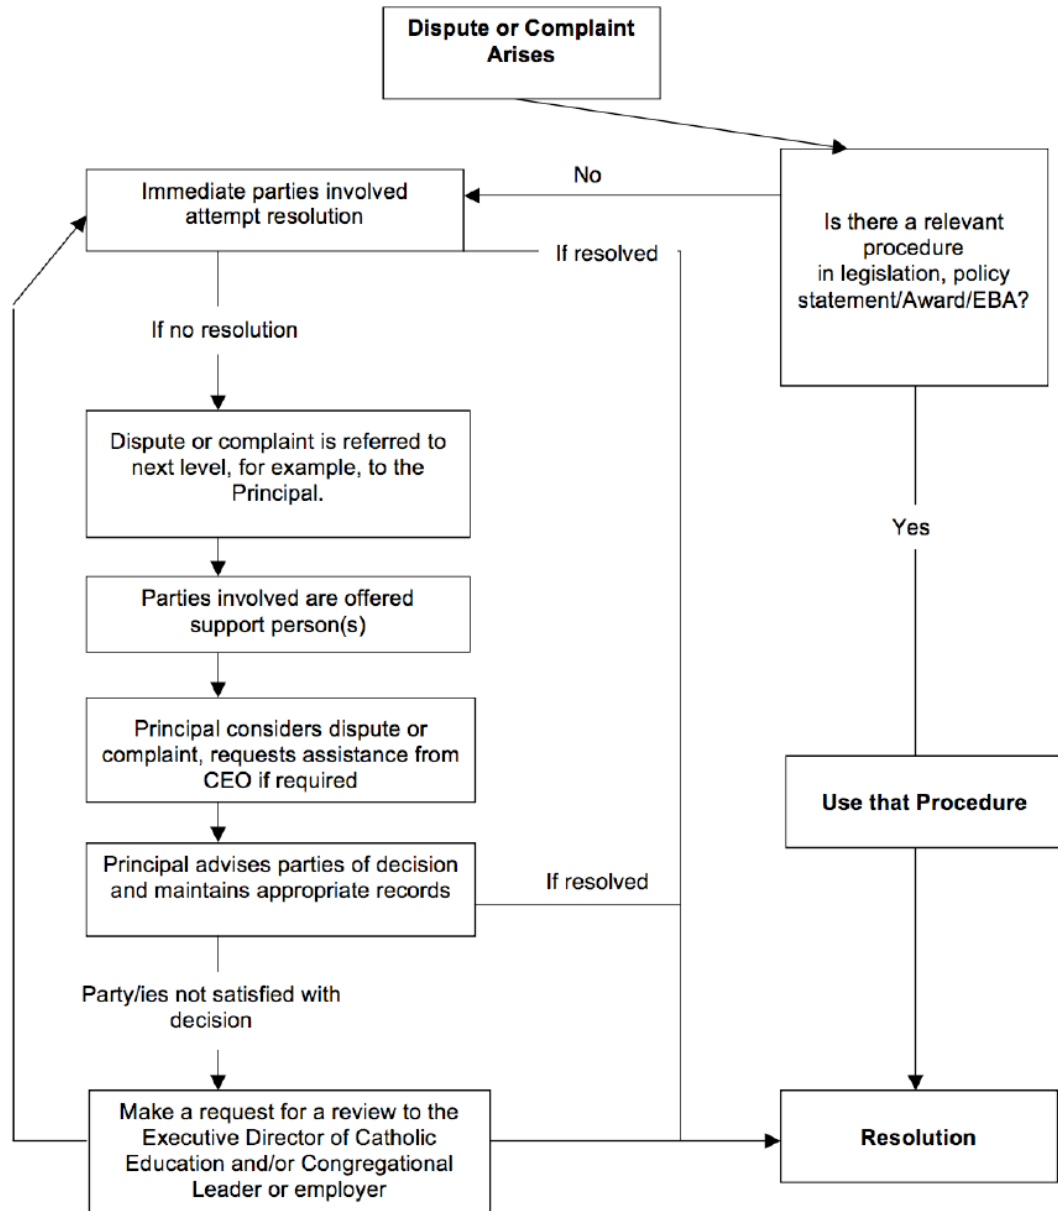 Dispute or Complaint
Arises
No
Immediate parties involved
attempt resolution
Is there a relevant
procedure
in legislation, policy
statement/Award/EBA?
If resolved
If no resolution
Dispute or complaint is referred to
next level, for example, to the
Principal.
Yes
Parties involved are offered
support person(s)
Principal considers dispute or
complaint, requests assistance from
CEO if required
Use that Procedure
Principal advises parties of decision
and maintains appropriate records
If resolved
Party/ies not satisfied with
decision
Make a request for a review to the
Executive Director of Catholic
Education and/or Congregational
Leader or employer
Resolution